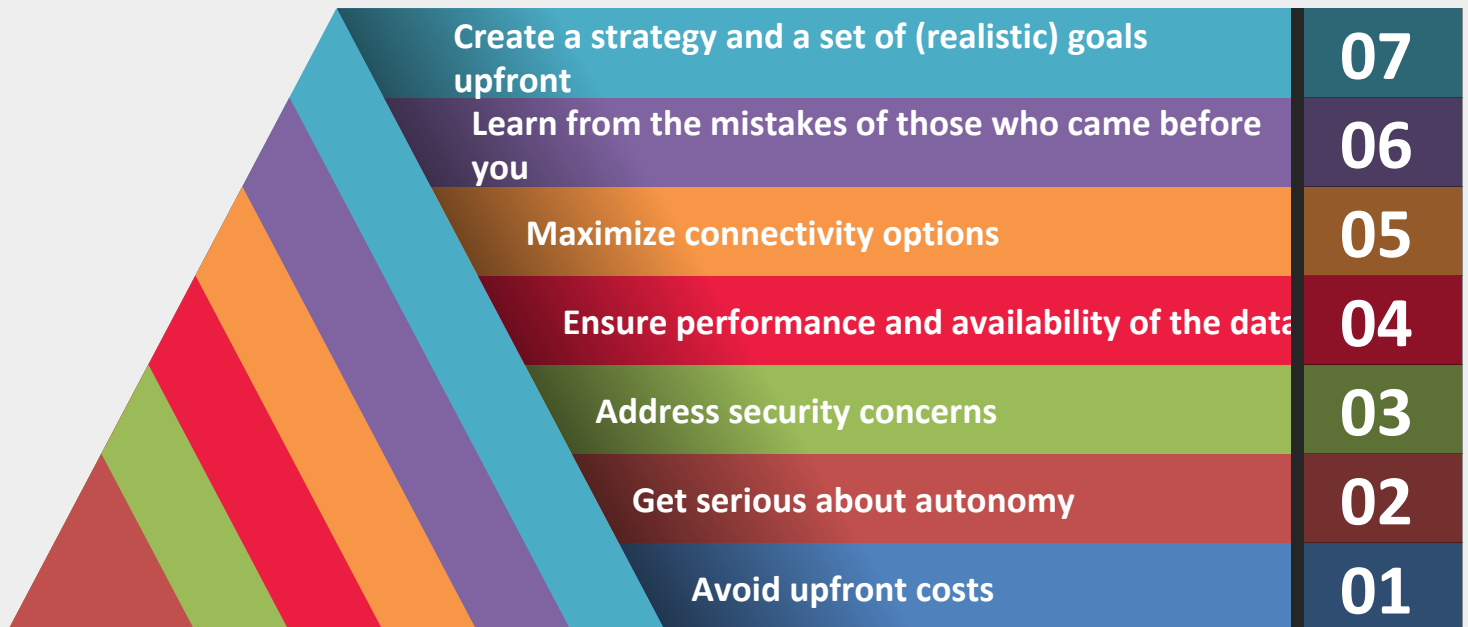 Create a strategy and a set of (realistic) goals
upfront
07
Learn from the mistakes of those who came before
you
06
Maximize connectivity options
05
Ensure performance and availability of the data
04
Address security concerns
03
Get serious about autonomy
02
Avoid upfront costs
01